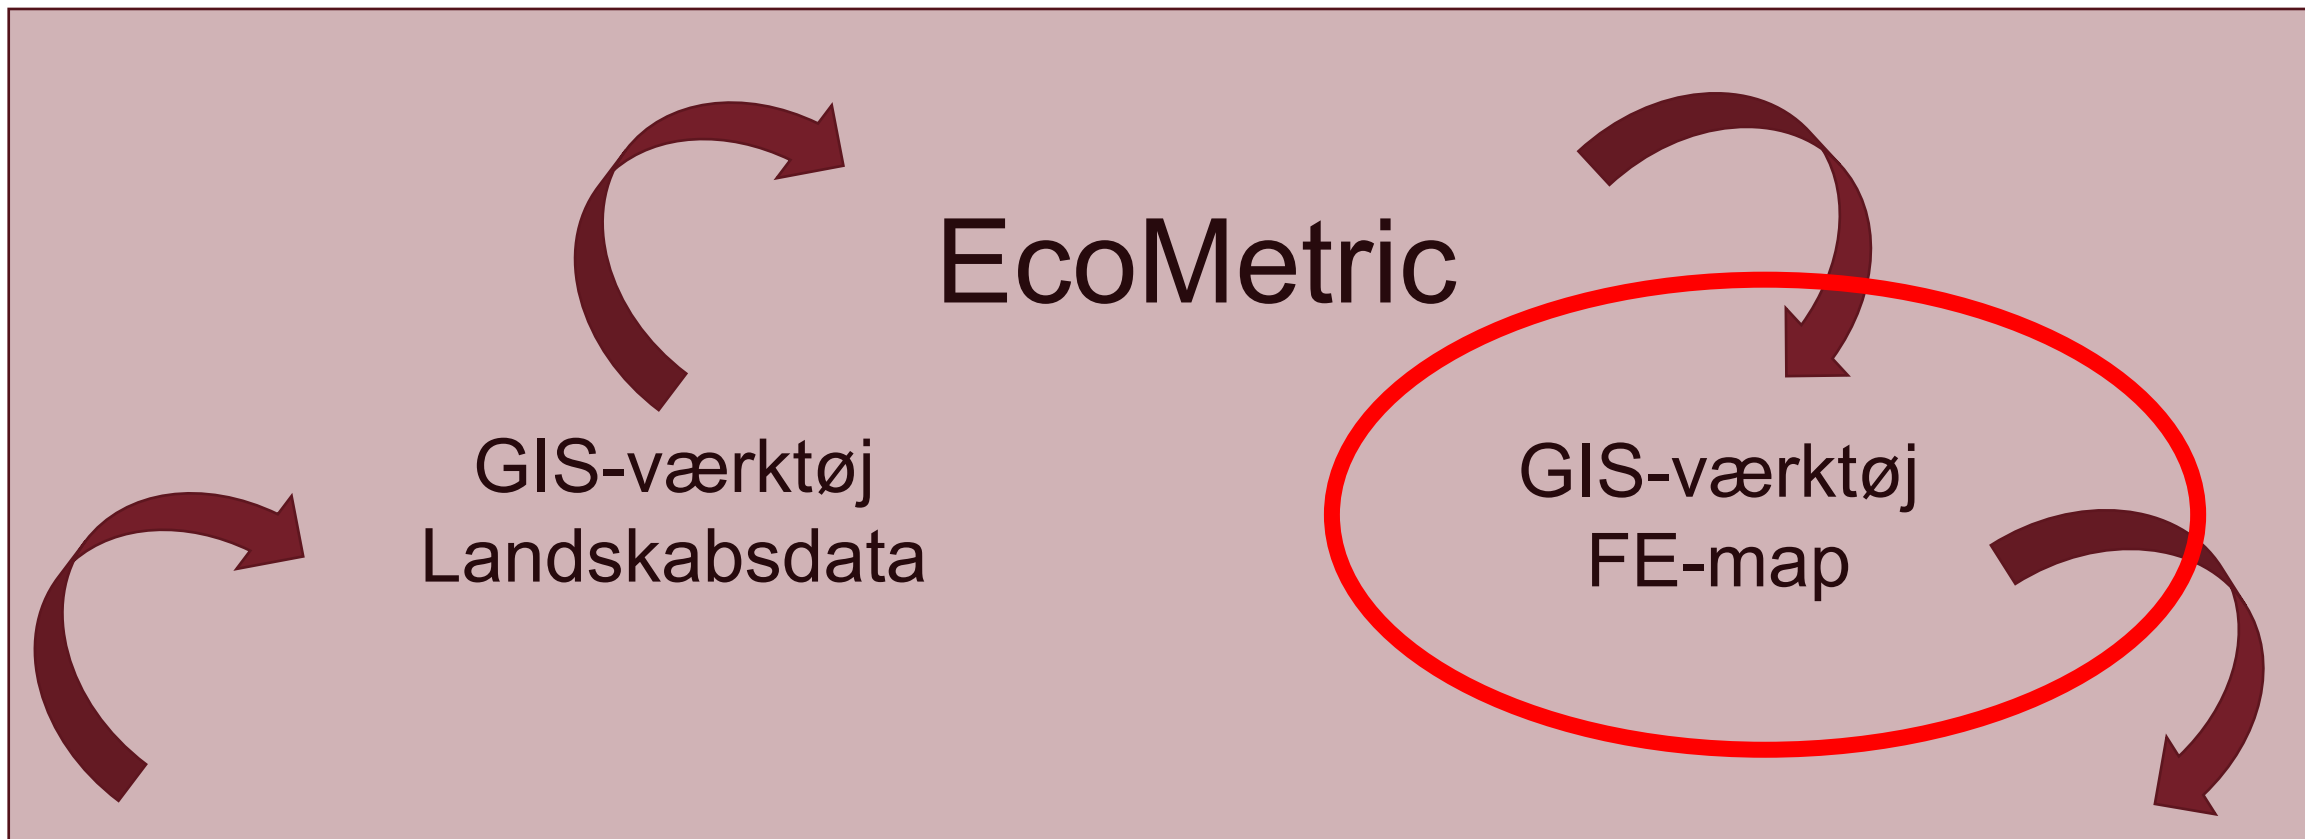 EcoMetric
GIS-værktøj
Landskabsdata
GIS-værktøj
FE-map